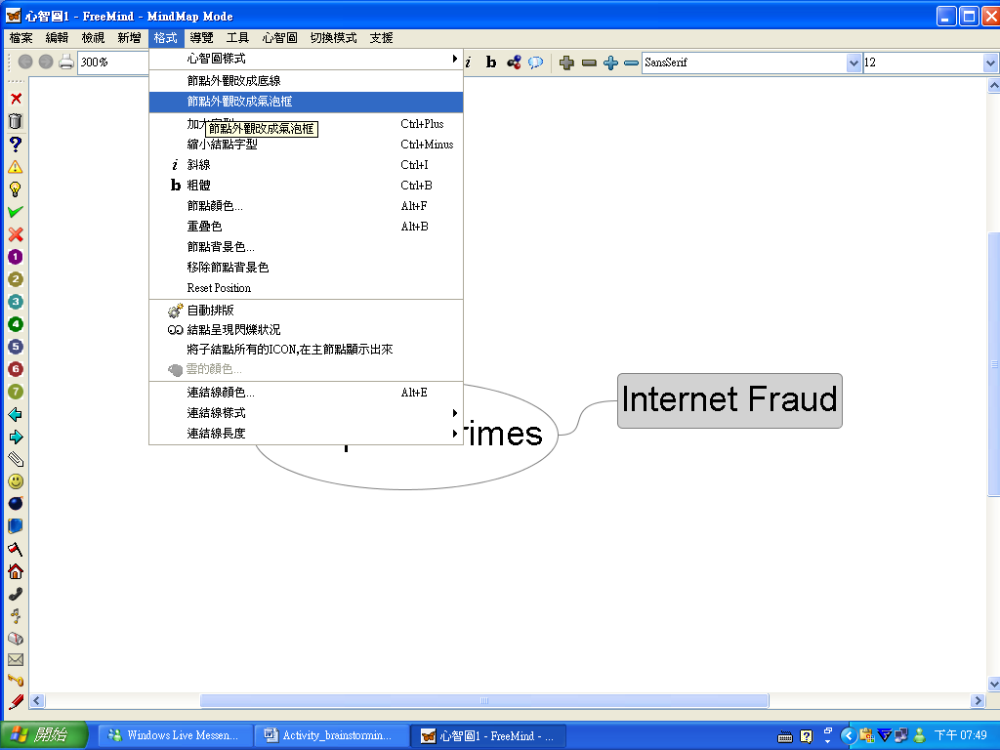 心智圖1 - FreeMind - MindMap Mode
檔案 編輯 檢視 新增 格式 導覽 工具 心智圖 切換模式 支援
300% i b SansSerif 12
心智圖樣式
節點外觀改成底線
節點外觀改成氣泡框
加大字型 Ctrl+Plus
節點外觀改成氣泡框
縮小結點字型 Ctrl+Minus
i 斜線 Ctrl+I
b 粗體 Ctrl+B
節點顏色... Alt+F
重疊色 Alt+B
節點背景色...
移除節點背景色
Reset Position
自動排版
結點呈現閃爍狀況
將子結點所有的ICON,在主節點顯示出來
雲的顏色...
連結線顏色... Alt+E
連結線樣式
連結線長度
rimes
Internet Fraud
?
1
2
3
4
5
6
7
開始 Windows Live Messen... Activity_brainstormin... 心智圖1 - FreeMind - ... 下午 07:49